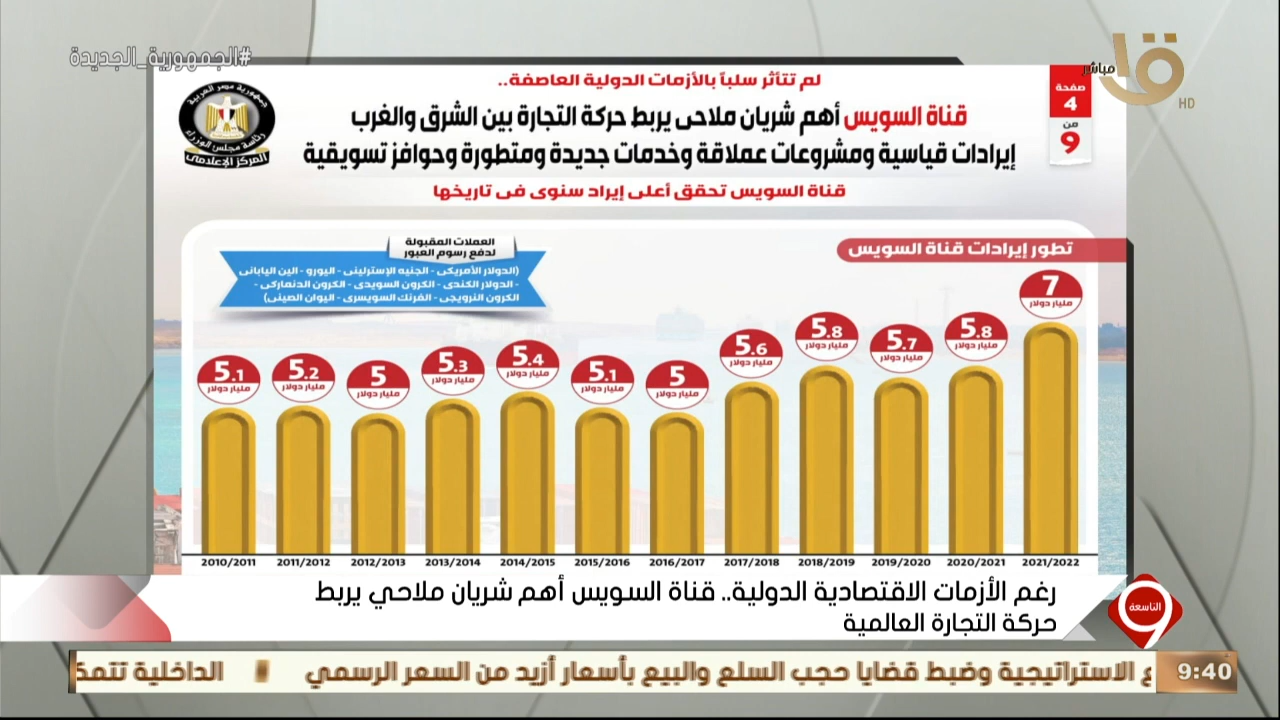 #الجمهورية_الجديدة
مباشر
HD
صفحة
4
من
9
لم تتأثر سلباً بالأزمات الدولية العاصفة..
قناة السويس أهم شريان ملاحى يربط حركة التجارة بين الشرق والغرب
إيرادات قياسية ومشروعات عملاقة وخدمات جديدة ومتطورة وحوافز تسويقية
قناة السويس تحقق أعلى إيراد سنوى فى تاريخها
جمهورية مصر العربية
رئاسة مجلس الوزراء
المركز الإعلامى
تطور إيرادات قناة السويس
العملات المقبولة
لدفع رسوم العبور
(الدولار الأمريكى - الجنيه الإسترلينى - اليورو - الين اليابانى
- الدولار الكندى - الكرون السويدى - الكرون الدنماركى -
الكرون النرويجى - الفرنك السويسرى - اليوان الصينى)
5.1 مليار دولار
5.2 مليار دولار
5 مليار دولار
5.3 مليار دولار
5.4 مليار دولار
5.1 مليار دولار
5 مليار دولار
5.6 مليار دولار
5.8 مليار دولار
5.7 مليار دولار
5.8 مليار دولار
7 مليار دولار
2010/2011 2011/2012 2012/2013 2013/2014 2014/2015 2015/2016 2016/2017 2017/2018 2018/2019 2019/2020 2020/2021 2021/2022
التاسعة
9
رغم الأزمات الاقتصادية الدولية.. قناة السويس أهم شريان ملاحي يربط
حركة التجارة العالمية
9:40
ع الاستراتيجية وضبط قضايا حجب السلع والبيع بأسعار أزيد من السعر الرسمي الداخلية